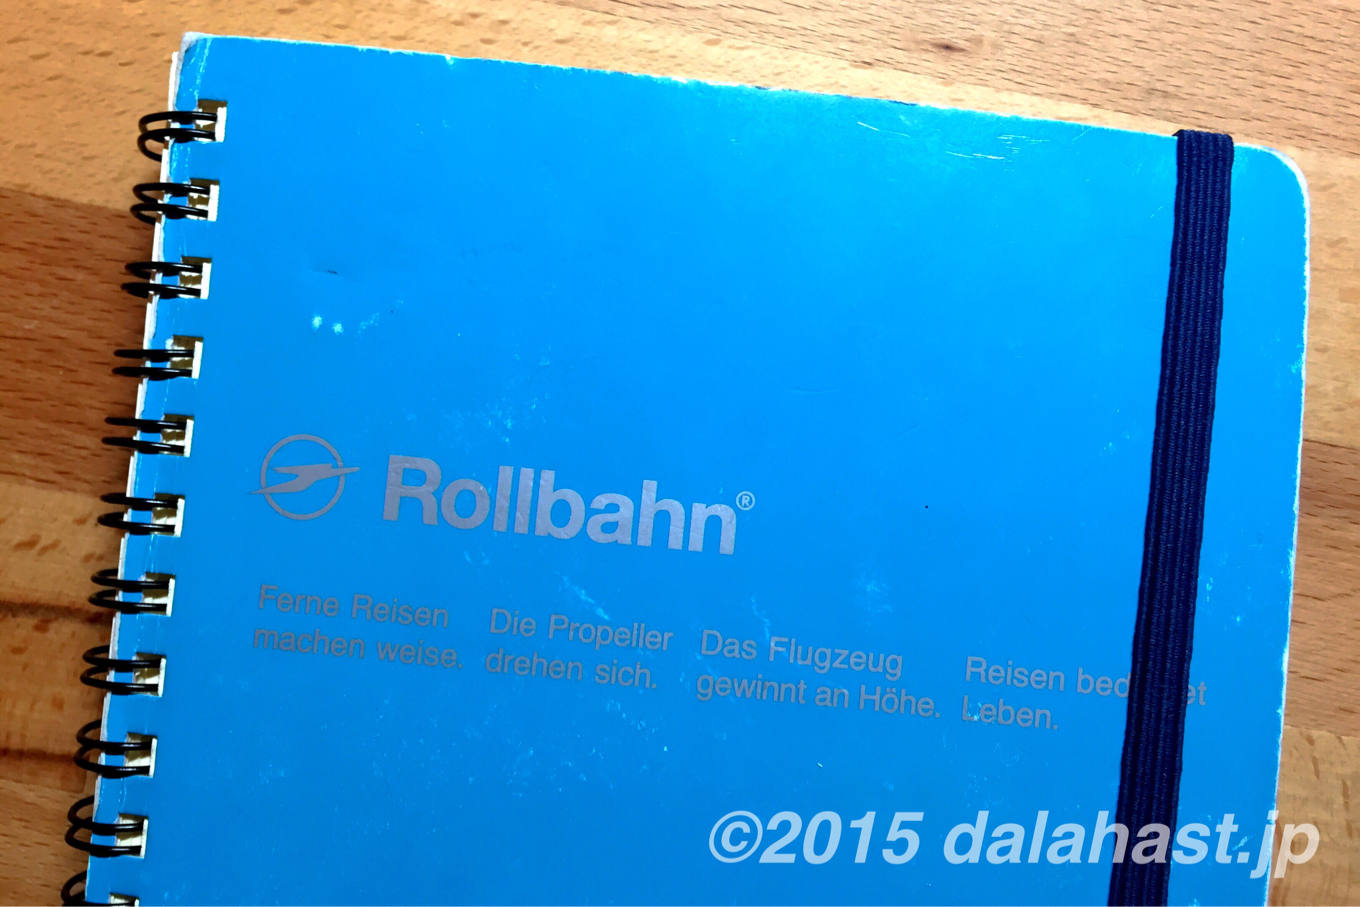 Rollbahn®
Ferne Reisen
machen weise.
Die Propeller
drehen sich.
Das Flugzeug
gewinnt an Höhe.
Reisen
Leben.
©2015 dalahast.jp